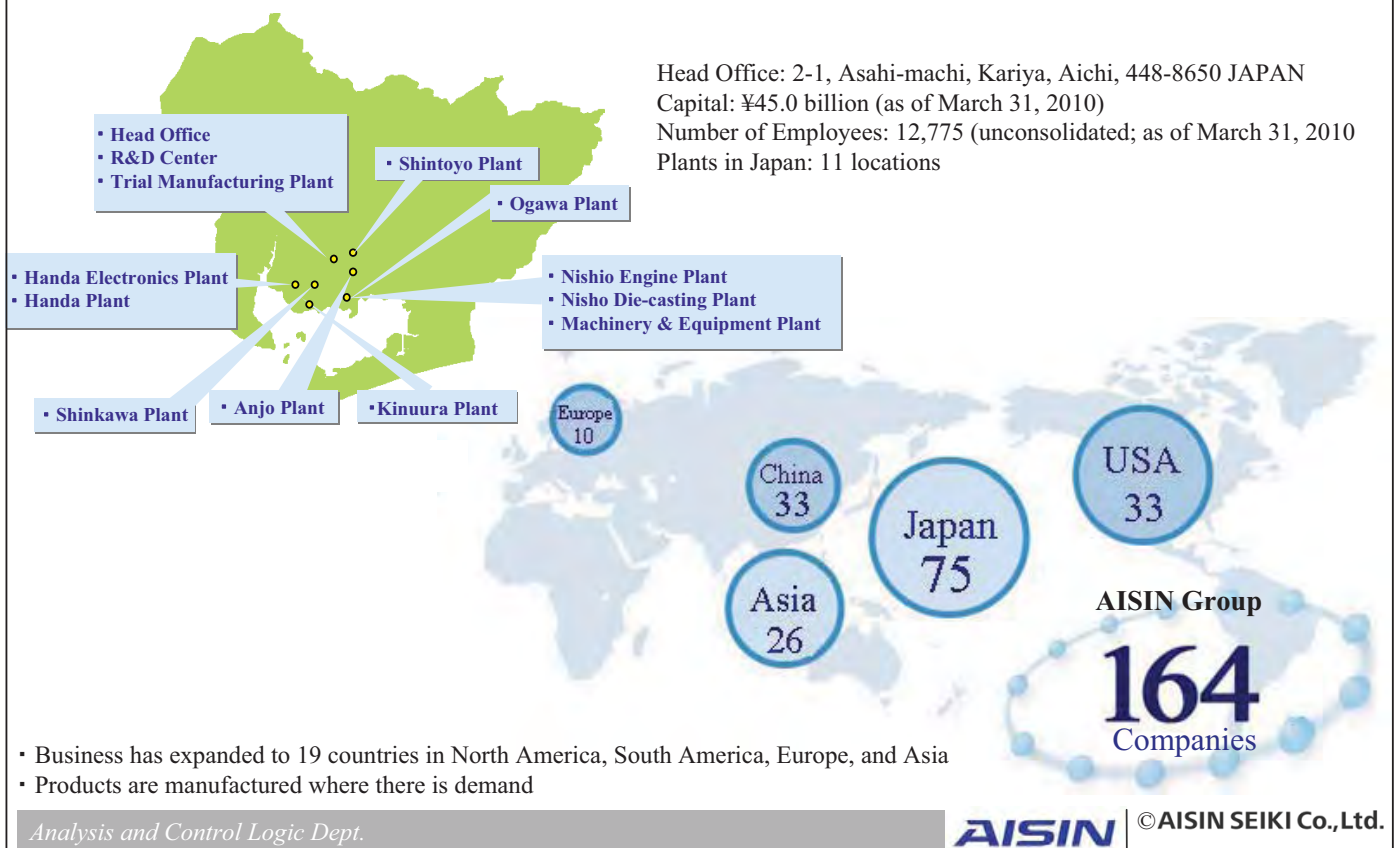 Head Office: 2-1, Asahi-machi, Kariya, Aichi, 448-8650 JAPAN
Capital: ¥45.0 billion (as of March 31, 2010)
Number of Employees: 12,775 (unconsolidated; as of March 31, 2010
Plants in Japan: 11 locations
・Head Office
・R&D Center
・Trial Manufacturing Plant
・Shintoyo Plant
・Ogawa Plant
・Handa Electronics Plant
・Handa Plant
・Nishio Engine Plant
・Nisho Die-casting Plant
・Machinery & Equipment Plant
・Shinkawa Plant
・Anjo Plant
・Kinuura Plant
Europe
10
China
33
Japan
75
USA
33
Asia
26
AISIN Group
164
Companies
・Business has expanded to 19 countries in North America, South America, Europe, and Asia
・Products are manufactured where there is demand
Analysis and Control Logic Dept.
AISIN
©AISIN SEIKI Co.,Ltd.